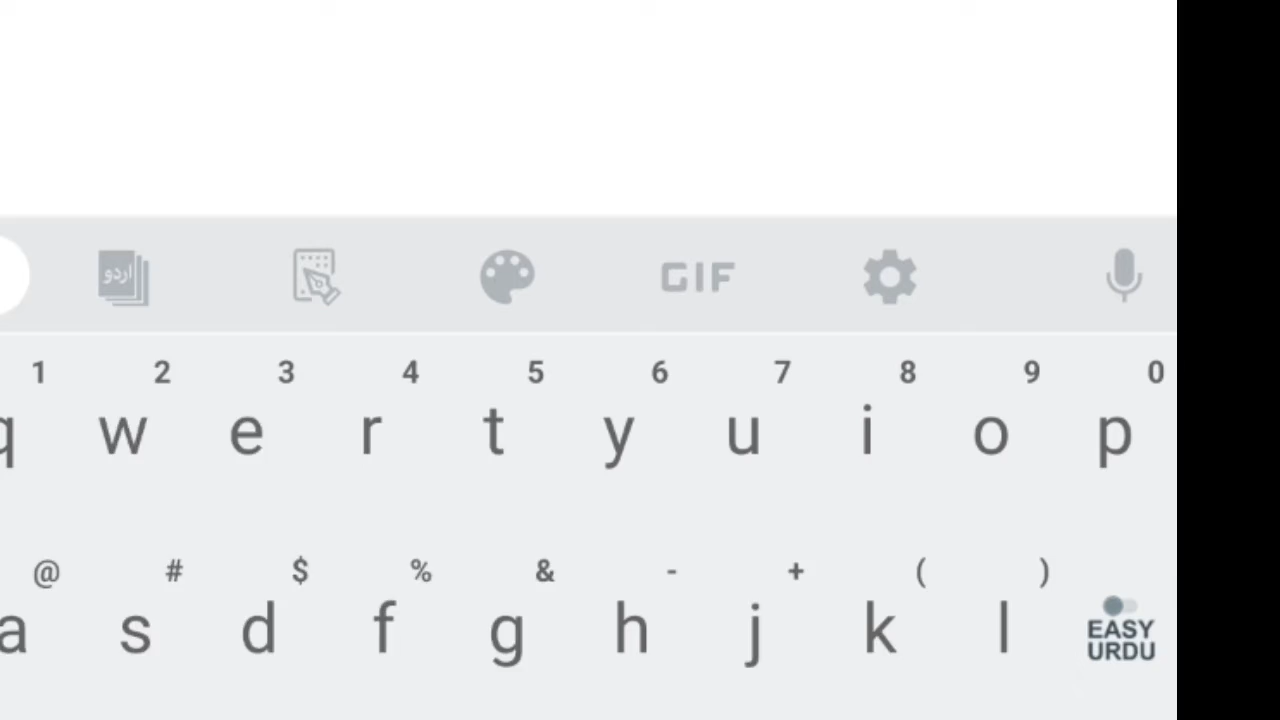 اردو GIF
1 2 3 4 5 6 7 8 9 0
q w e r t y u i o p
@ # $ % & - + ( )
a s d f g h j k l EASY
URDU